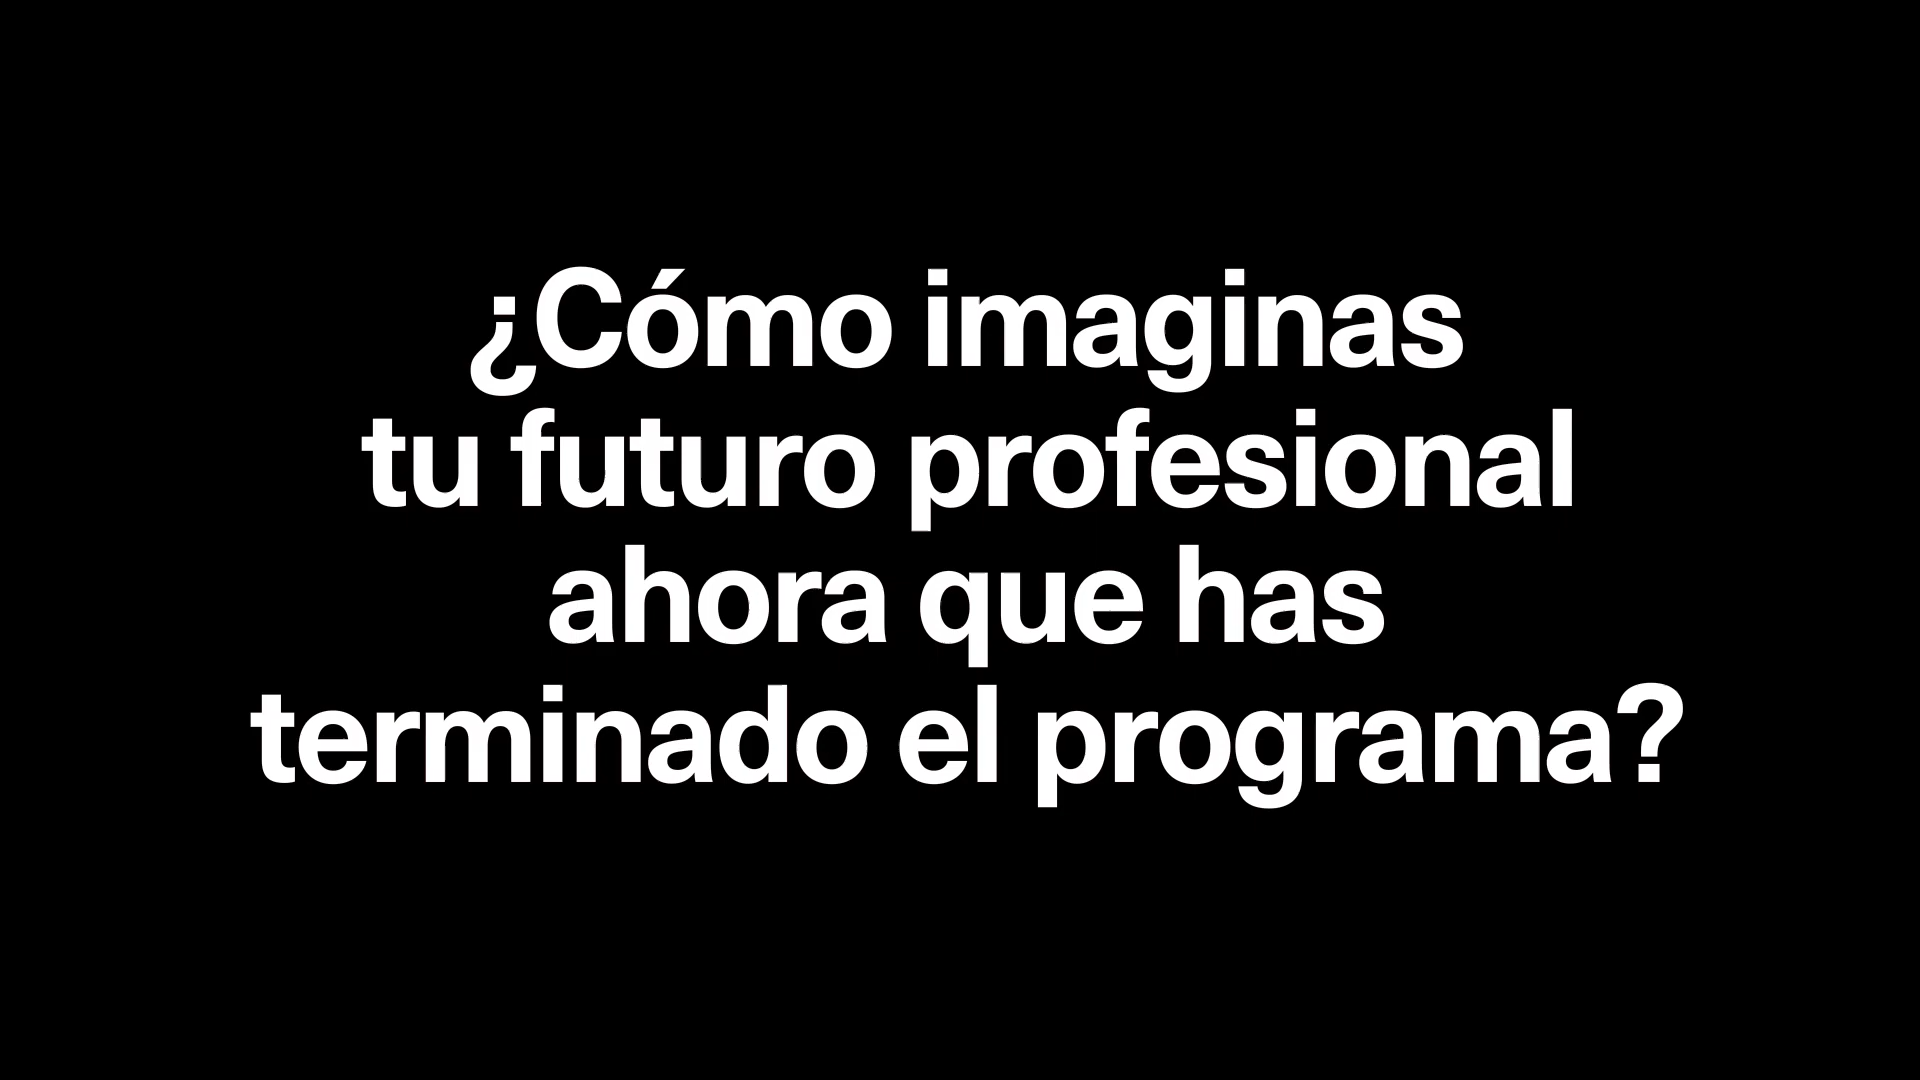 ¿Cómo imaginas
tu futuro profesional
ahora que has
terminado el programa?